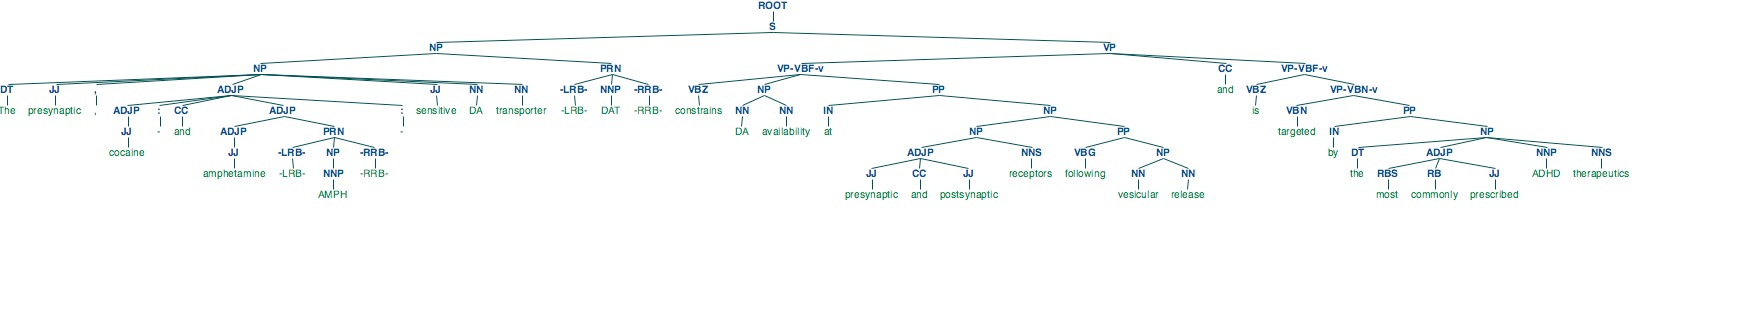 ROOT
S
NP VP
NP PRN VP-VBF-v CC VP-VBF-v
DT JJ , ADJP JJ NN NN -LRB- NNP -RRB- VBZ NP PP and VBZ VP-VBN-v
The presynaptic , ADJP : CC ADJP : sensitive DA transporter -LRB- DAT -RRB- constrains NN NN IN NP is VBN PP
JJ - and ADJP PRN - DA availability at NP PP targeted IN NP
cocaine JJ -LRB- NP -RRB- ADJP NNS VBG NP by DT ADJP NNP NNS
amphetamine -LRB- NNP -RRB- JJ CC JJ receptors following NN NN the RBS RB JJ ADHD therapeutics
AMPH presynaptic and postsynaptic vesicular release most commonly prescribed